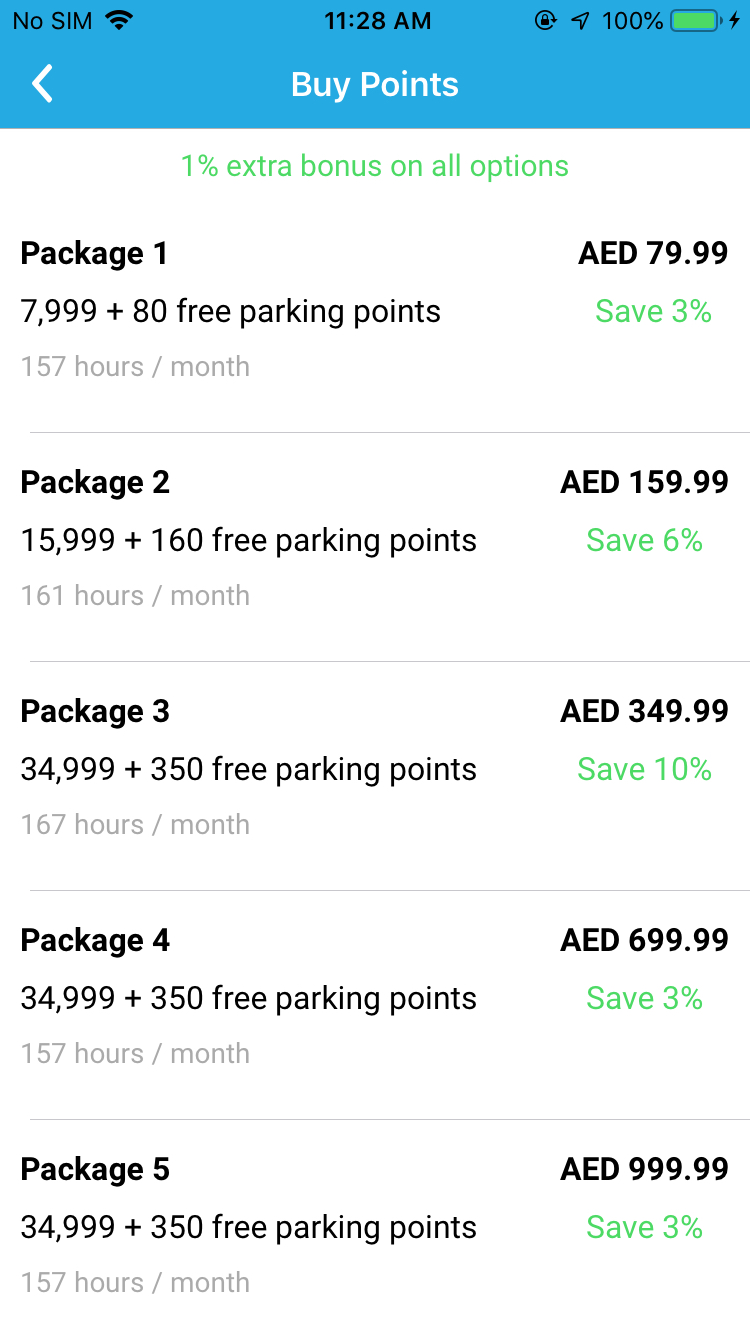 No SIM 11:28 AM 100%
Buy Points
1% extra bonus on all options
Package 1 AED 79.99
7,999 + 80 free parking points Save 3%
157 hours / month
Package 2 AED 159.99
15,999 + 160 free parking points Save 6%
161 hours / month
Package 3 AED 349.99
34,999 + 350 free parking points Save 10%
167 hours / month
Package 4 AED 699.99
34,999 + 350 free parking points Save 3%
157 hours / month
Package 5 AED 999.99
34,999 + 350 free parking points Save 3%
157 hours / month